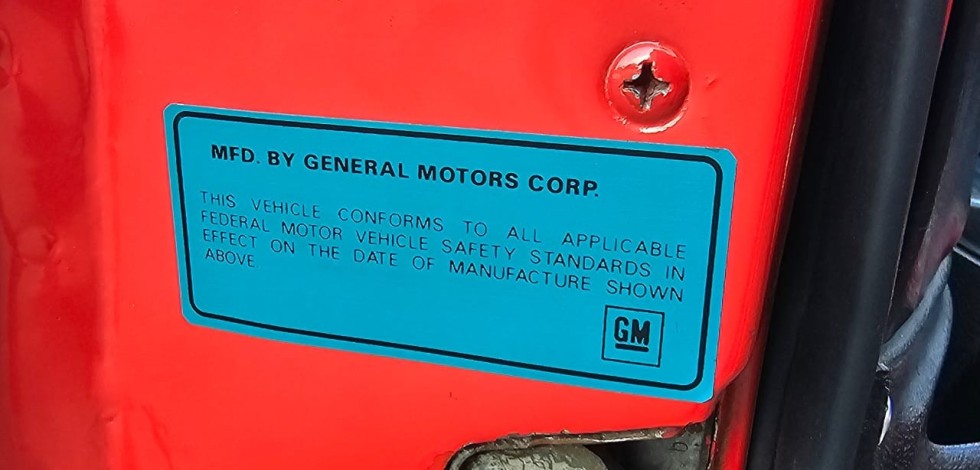 MFD. BY GENERAL MOTORS CORP.
THIS VEHICLE CONFORMS TO ALL APPLICABLE
FEDERAL MOTOR VEHICLE SAFETY STANDARDS IN
EFFECT ON THE DATE OF MANUFACTURE SHOWN
ABOVE.
GM